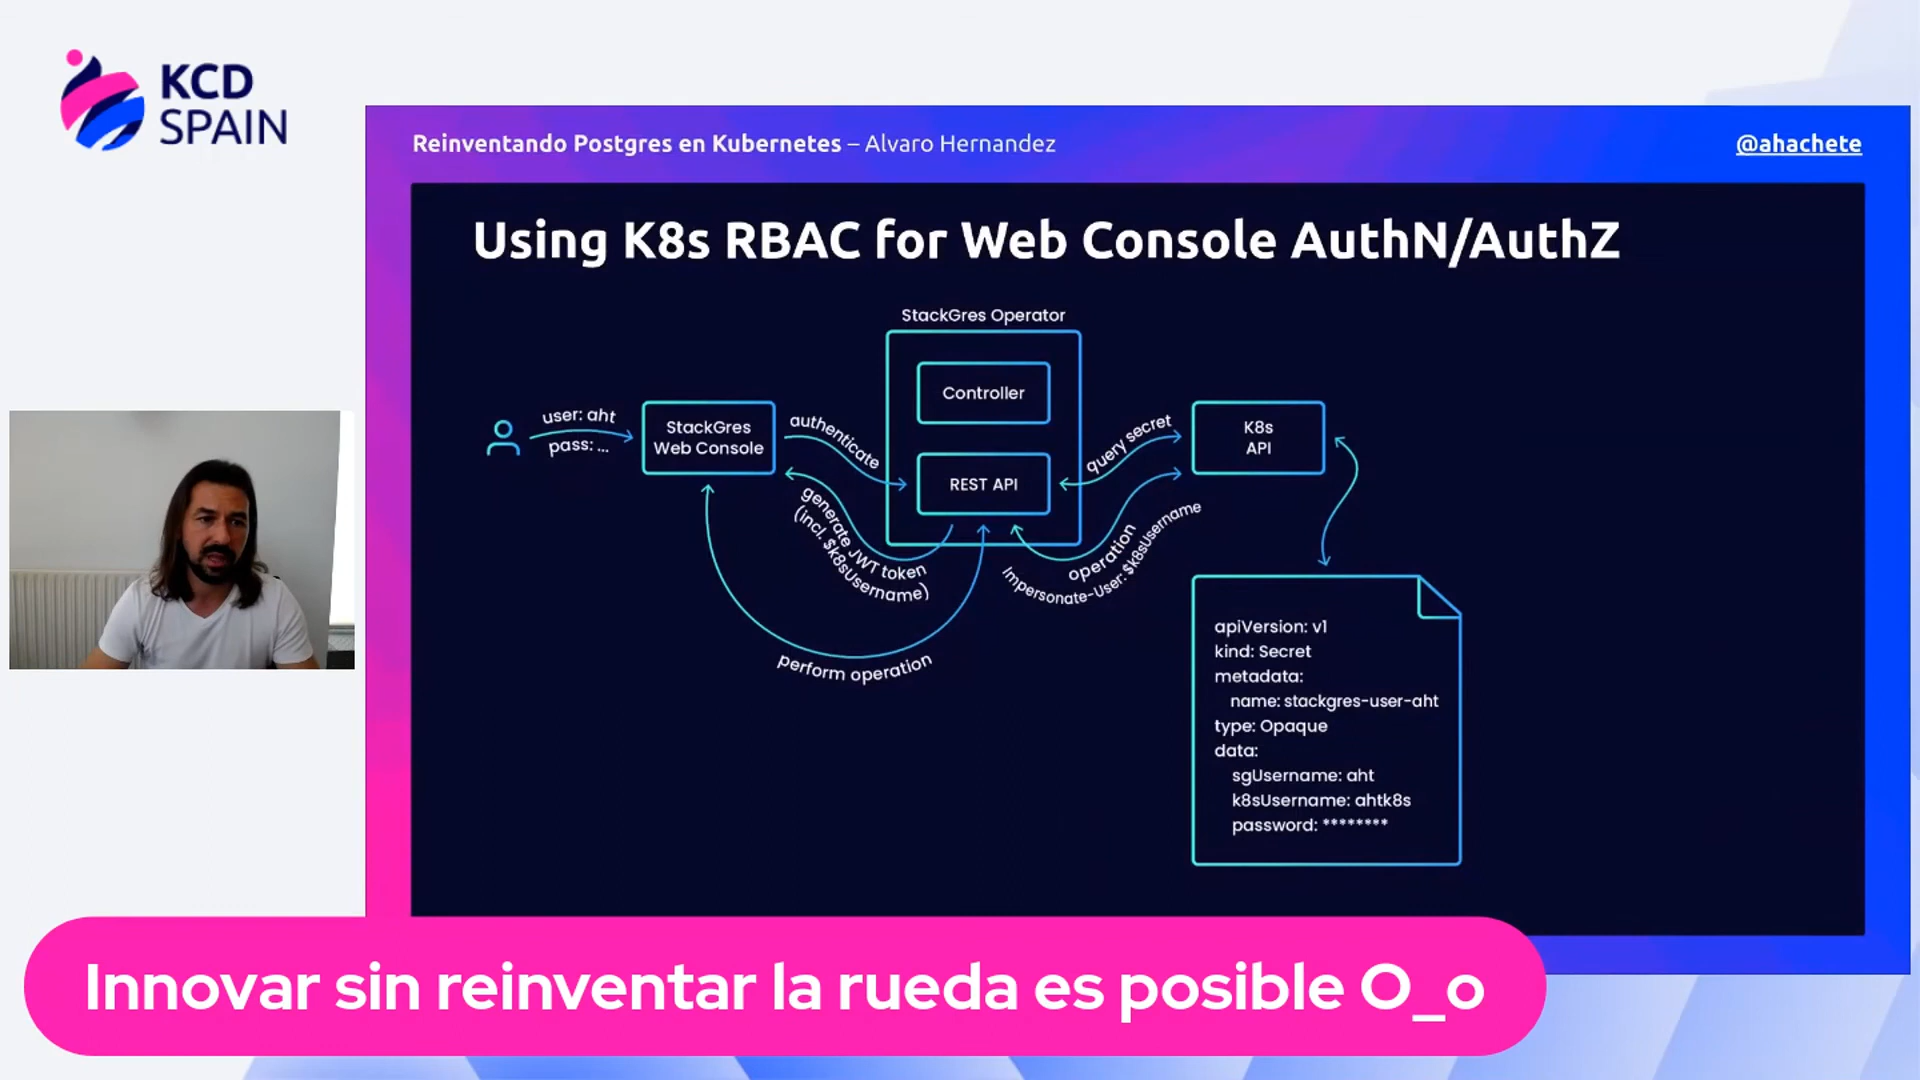 KCD
SPAIN
Reinventando Postgres en Kubernetes – Alvaro Hernandez
@ahachete
Using K8s RBAC for Web Console AuthN/AuthZ
StackGres Operator
Controller
REST API
user: aht
pass: ...
StackGres
Web Console
authenticate
generate JWT token
(incl. $k8sUsername)
perform operation
query secret
operation
Impersonate-User: $k8sUsername
K8s
API
apiVersion: v1
kind: Secret
metadata:
name: stackgres-user-aht
type: Opaque
data:
sgUsername: aht
k8sUsername: ahtk8s
password: ********
Innovar sin reinventar la rueda es posible O_o